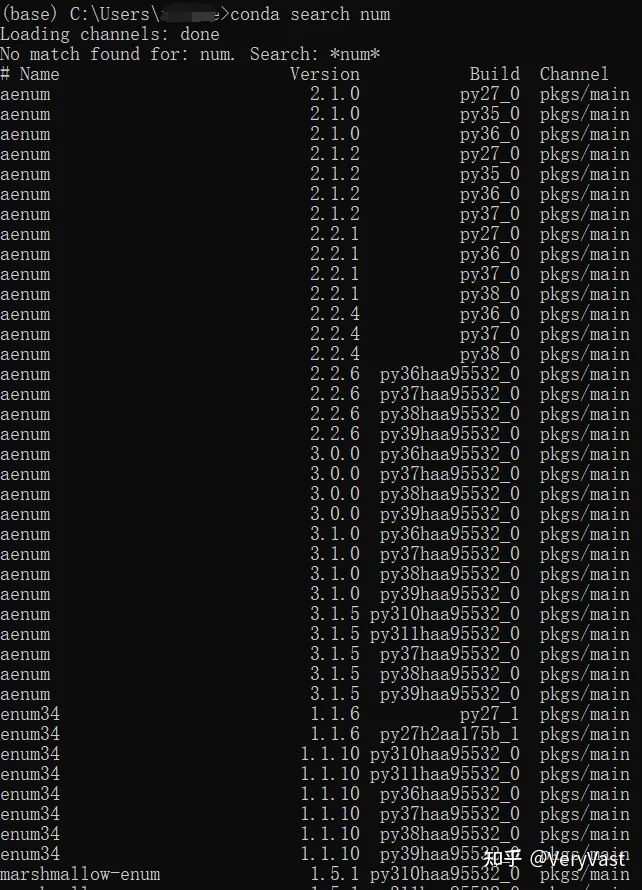 (base) C:\Users\ e>conda search num
Loading channels: done
No match found for: num. Search: *num*
# Name Version Build Channel
aenum 2.1.0 py27_0 pkgs/main
aenum 2.1.0 py35_0 pkgs/main
aenum 2.1.0 py36_0 pkgs/main
aenum 2.1.2 py27_0 pkgs/main
aenum 2.1.2 py35_0 pkgs/main
aenum 2.1.2 py36_0 pkgs/main
aenum 2.1.2 py37_0 pkgs/main
aenum 2.2.1 py27_0 pkgs/main
aenum 2.2.1 py36_0 pkgs/main
aenum 2.2.1 py37_0 pkgs/main
aenum 2.2.1 py38_0 pkgs/main
aenum 2.2.4 py36_0 pkgs/main
aenum 2.2.4 py37_0 pkgs/main
aenum 2.2.4 py38_0 pkgs/main
aenum 2.2.6 py36haa95532_0 pkgs/main
aenum 2.2.6 py37haa95532_0 pkgs/main
aenum 2.2.6 py38haa95532_0 pkgs/main
aenum 2.2.6 py39haa95532_0 pkgs/main
aenum 3.0.0 py36haa95532_0 pkgs/main
aenum 3.0.0 py37haa95532_0 pkgs/main
aenum 3.0.0 py38haa95532_0 pkgs/main
aenum 3.0.0 py39haa95532_0 pkgs/main
aenum 3.1.0 py36haa95532_0 pkgs/main
aenum 3.1.0 py37haa95532_0 pkgs/main
aenum 3.1.0 py38haa95532_0 pkgs/main
aenum 3.1.0 py39haa95532_0 pkgs/main
aenum 3.1.5 py310haa95532_0 pkgs/main
aenum 3.1.5 py311haa95532_0 pkgs/main
aenum 3.1.5 py37haa95532_0 pkgs/main
aenum 3.1.5 py38haa95532_0 pkgs/main
aenum 3.1.5 py39haa95532_0 pkgs/main
enum34 1.1.6 py27_1 pkgs/main
enum34 1.1.6 py27h2aa175b_1 pkgs/main
enum34 1.1.10 py310haa95532_0 pkgs/main
enum34 1.1.10 py311haa95532_0 pkgs/main
enum34 1.1.10 py36haa95532_0 pkgs/main
enum34 1.1.10 py37haa95532_0 pkgs/main
enum34 1.1.10 py38haa95532_0 pkgs/main
enum34 1.1.10 py39haa95532_0 pkgs/main
知乎 @VeryVast
marshmallow-enum 1.5.1 py310haa95532_0 pkgs/main